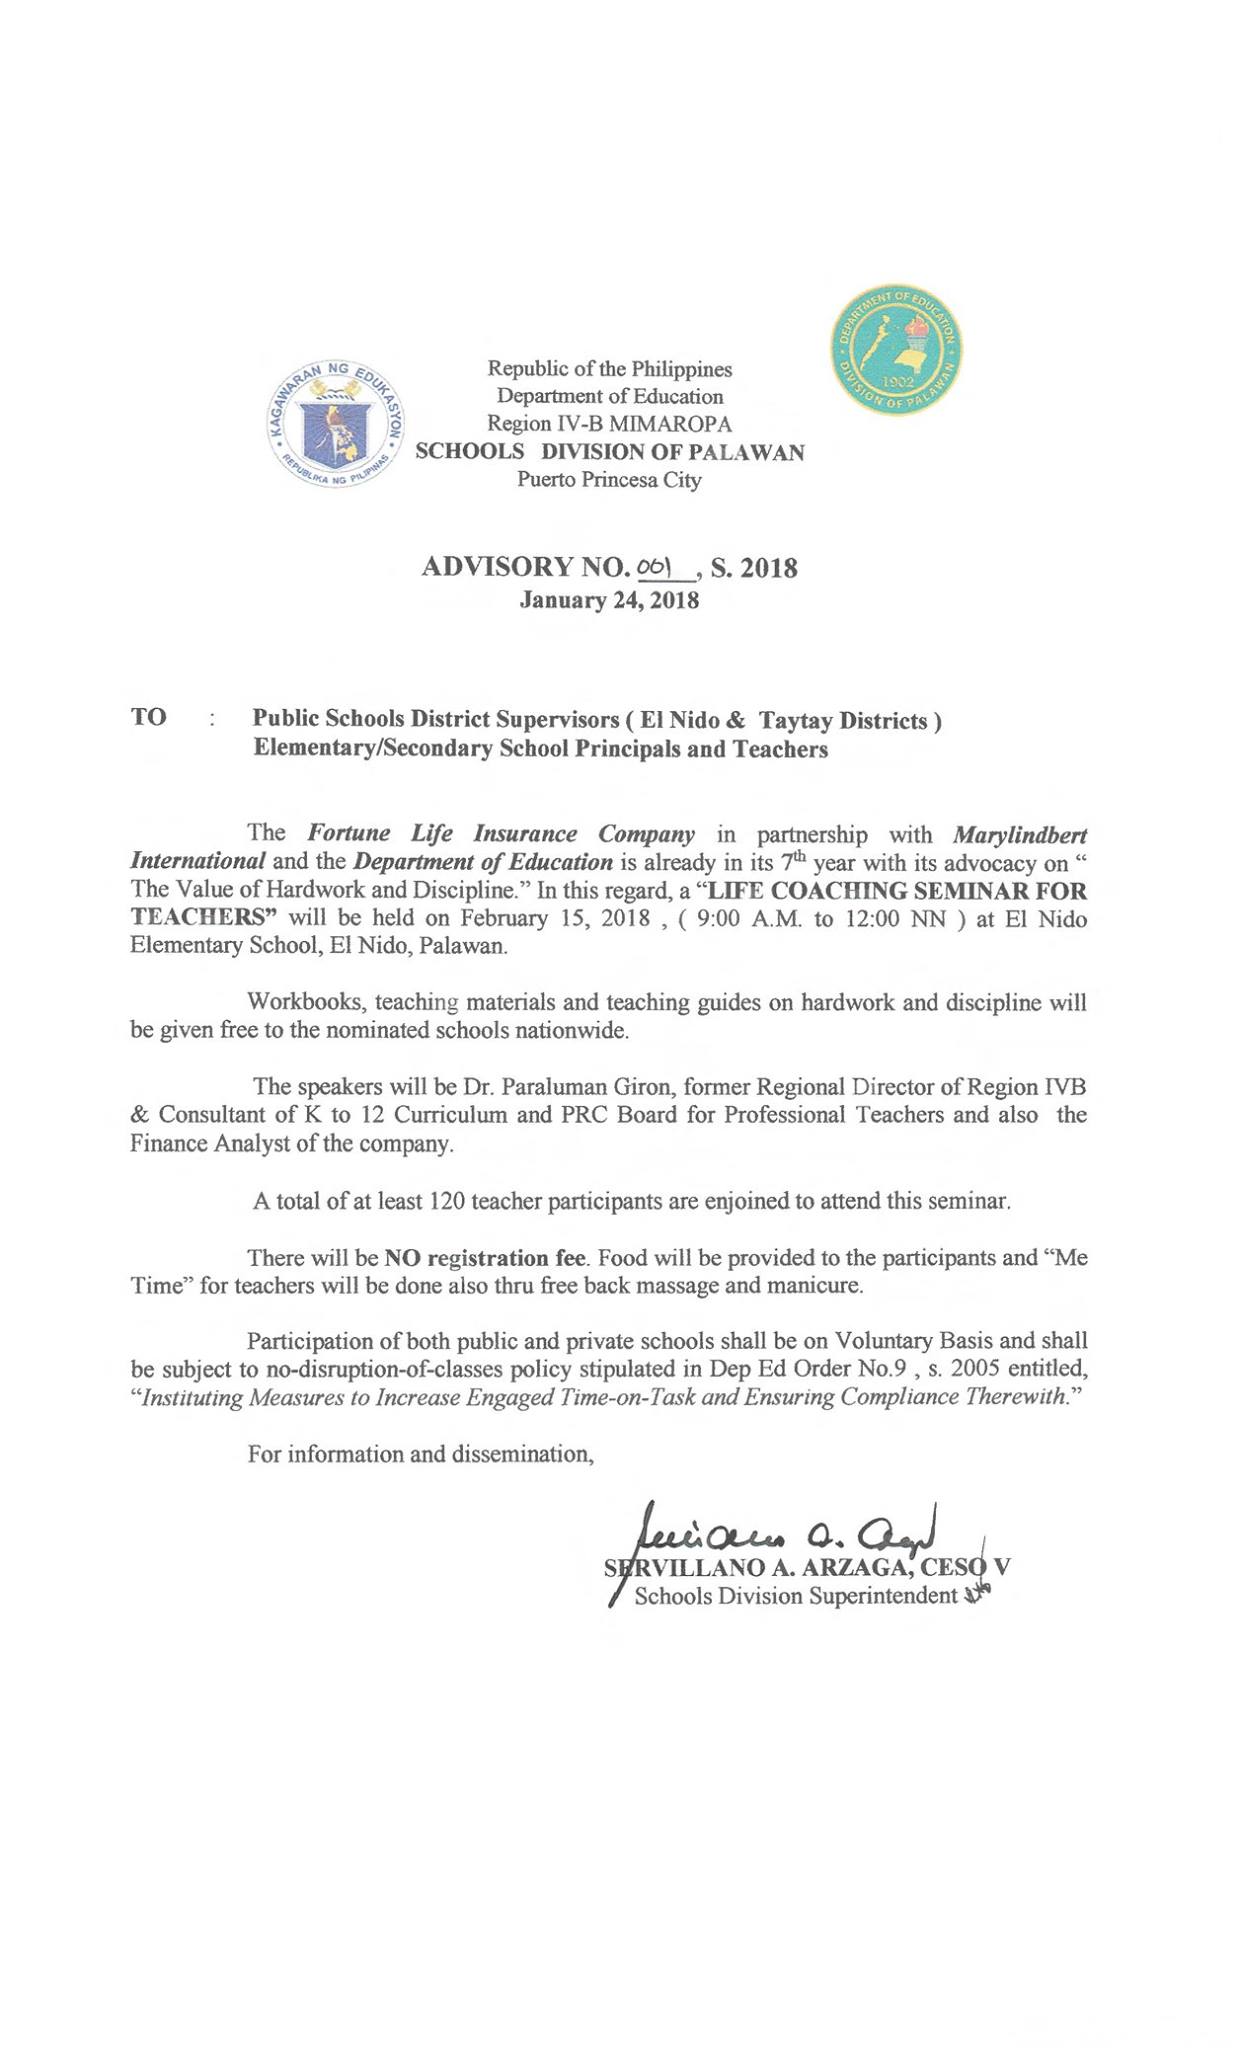 KAGAWARAN NG EDUKASYON
REPUBLIKA NG PILIPINAS
DEPARTMENT OF EDUCATION
1902
DIVISION OF PALAWAN
Republic of the Philippines
Department of Education
Region IV-B MIMAROPA
SCHOOLS DIVISION OF PALAWAN
Puerto Princesa City
ADVISORY NO. 001, S. 2018
January 24, 2018
TO : Public Schools District Supervisors ( El Nido & Taytay Districts )
Elementary/Secondary School Principals and Teachers
The Fortune Life Insurance Company in partnership with Marylindbert
International and the Department of Education is already in its 7th year with its advocacy on “
The Value of Hardwork and Discipline.” In this regard, a “LIFE COACHING SEMINAR FOR
TEACHERS” will be held on February 15, 2018 , ( 9:00 A.M. to 12:00 NN ) at El Nido
Elementary School, El Nido, Palawan.
Workbooks, teaching materials and teaching guides on hardwork and discipline will
be given free to the nominated schools nationwide.
The speakers will be Dr. Paraluman Giron, former Regional Director of Region IVB
& Consultant of K to 12 Curriculum and PRC Board for Professional Teachers and also the
Finance Analyst of the company.
A total of at least 120 teacher participants are enjoined to attend this seminar.
There will be NO registration fee. Food will be provided to the participants and “Me
Time” for teachers will be done also thru free back massage and manicure.
Participation of both public and private schools shall be on Voluntary Basis and shall
be subject to no-disruption-of-classes policy stipulated in Dep Ed Order No.9 , s. 2005 entitled,
“Instituting Measures to Increase Engaged Time-on-Task and Ensuring Compliance Therewith.”
For information and dissemination,
SERVILLANO A. ARZAGA, CESO V
Schools Division Superintendent